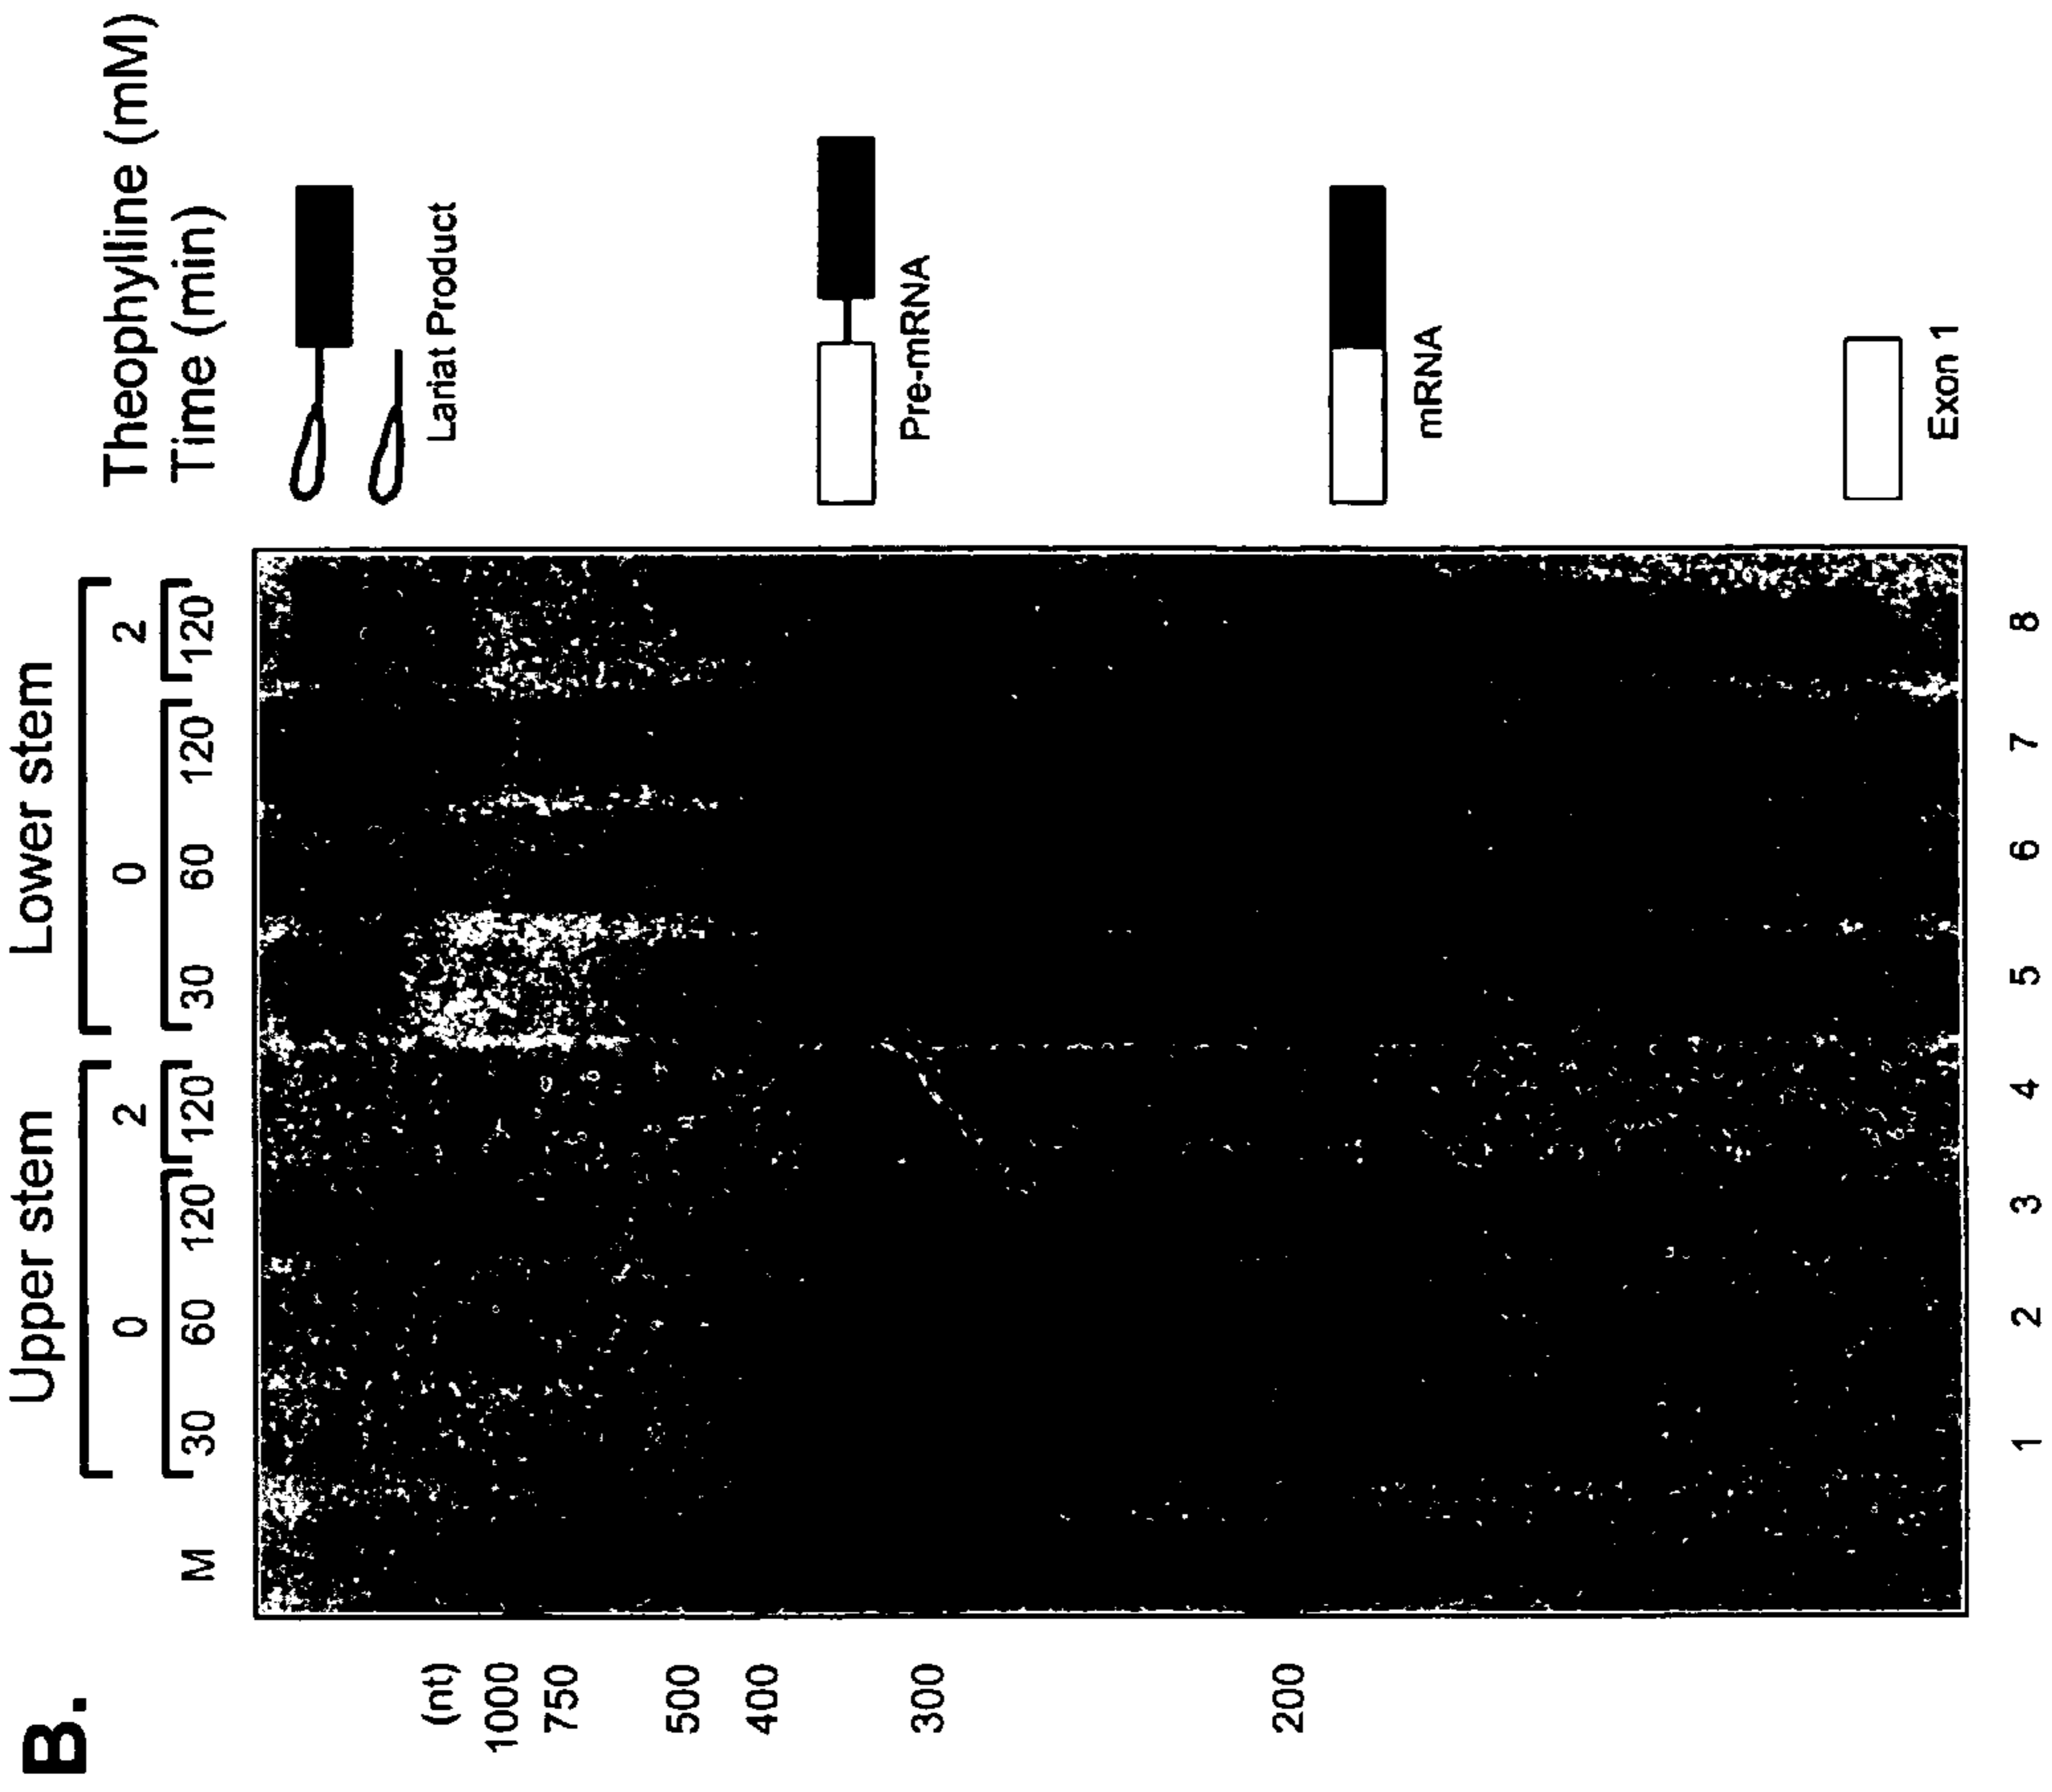 B.
Upper stem Lower stem
0 2 0 2 Theophylline (mM)
M 30 60 120 120 30 60 120 120 Time (min)
(nt)
1000
750
500
400
300
200
Lariat Product
Pre-mRNA
mRNA
Exon 1
1 2 3 4 5 6 7 8